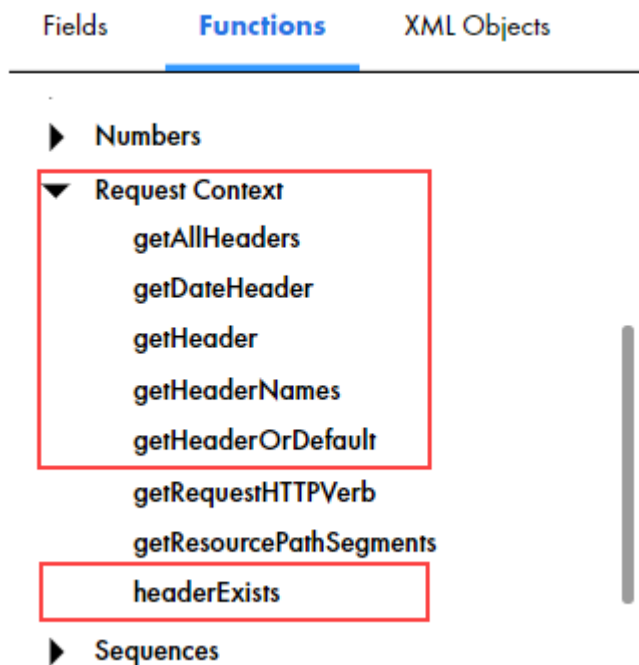 Fields Functions XML Objects
Numbers
Request Context
getAllHeaders
getDateHeader
getHeader
getHeaderNames
getHeaderOrDefault
getRequestHTTPVerb
getResourcePathSegments
headerExists
Sequences